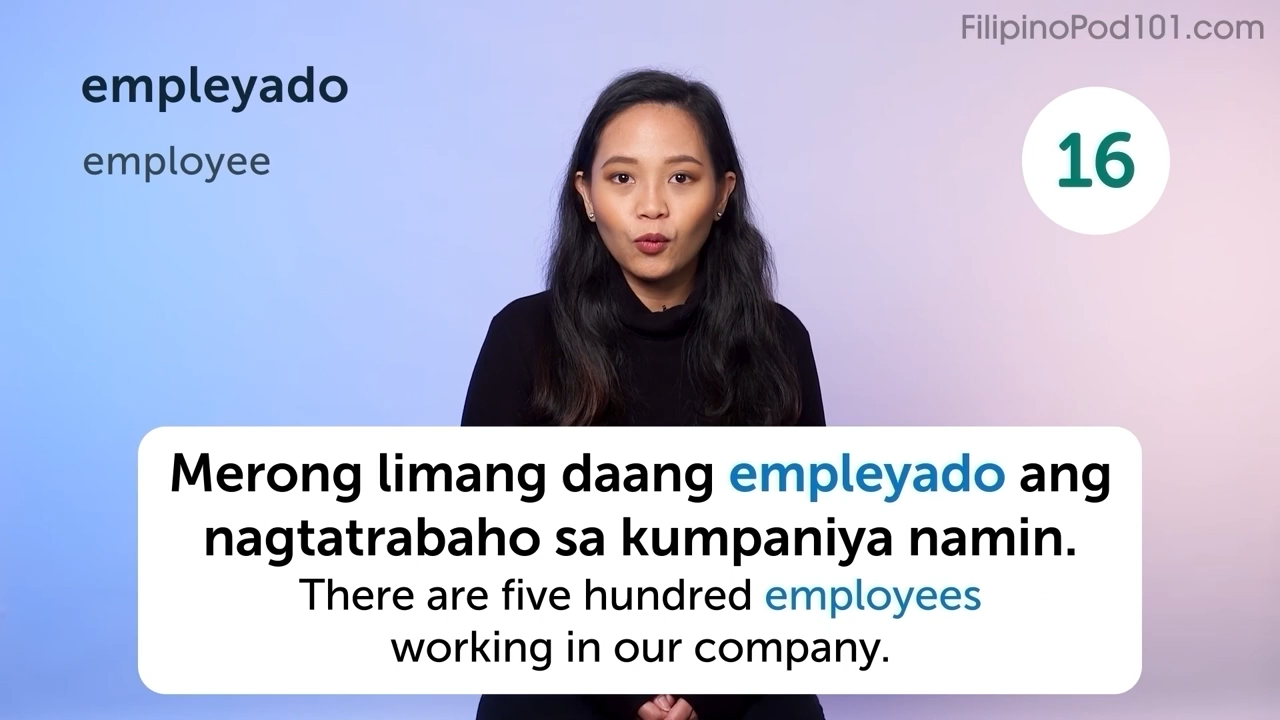 FilipinoPod101.com
empleyado
employee
16
Merong limang daang empleyado ang
nagtatrabaho sa kumpaniya namin.
There are five hundred employees
working in our company.